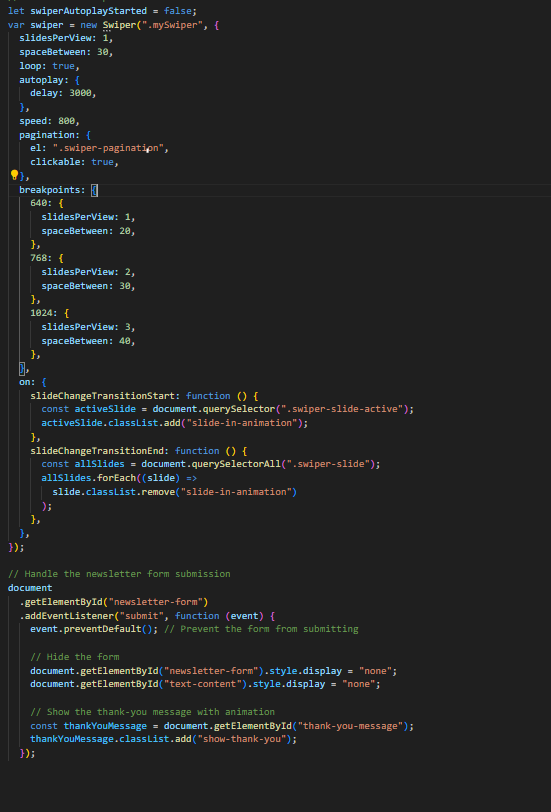 let swiperAutoplayStarted = false;
var swiper = new Swiper(".mySwiper", {
  slidesPerView: 1,
  spaceBetween: 30,
  loop: true,
  autoplay: {
    delay: 3000,
  },
  speed: 800,
  pagination: {
    el: ".swiper-pagination",
    clickable: true,
  },
  breakpoints: {
    640: {
      slidesPerView: 1,
      spaceBetween: 20,
    },
    768: {
      slidesPerView: 2,
      spaceBetween: 30,
    },
    1024: {
      slidesPerView: 3,
      spaceBetween: 40,
    },
  },
  on: {
    slideChangeTransitionStart: function () {
      const activeSlide = document.querySelector(".swiper-slide-active");
      activeSlide.classList.add("slide-in-animation");
    },
    slideChangeTransitionEnd: function () {
      const allSlides = document.querySelectorAll(".swiper-slide");
      allSlides.forEach((slide) =>
        slide.classList.remove("slide-in-animation")
      );
    },
  },
});

// Handle the newsletter form submission
document
  .getElementById("newsletter-form")
  .addEventListener("submit", function (event) {
    event.preventDefault(); // Prevent the form from submitting

    // Hide the form
    document.getElementById("newsletter-form").style.display = "none";
    document.getElementById("text-content").style.display = "none";

    // Show the thank-you message with animation
    const thankYouMessage = document.getElementById("thank-you-message");
    thankYouMessage.classList.add("show-thank-you");
  });